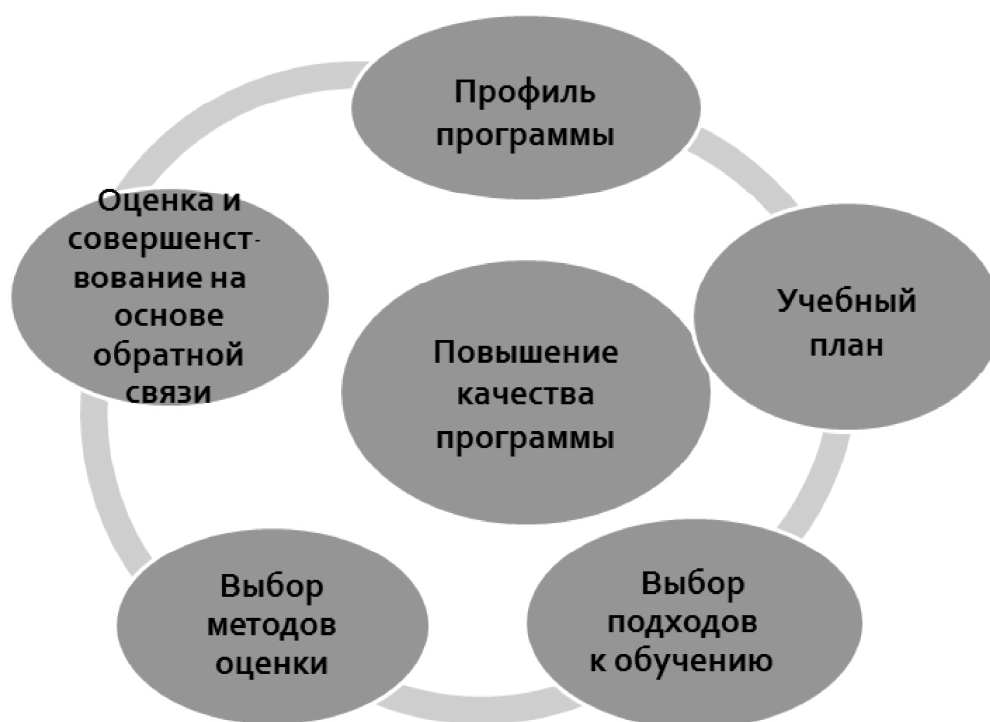 Профиль
программы
Учебный
план
Выбор
подходов
к обучению
Выбор
методов
оценки
Оценка и
совершенст-
вование на
основе
обратной
связи
Повышение
качества
программы